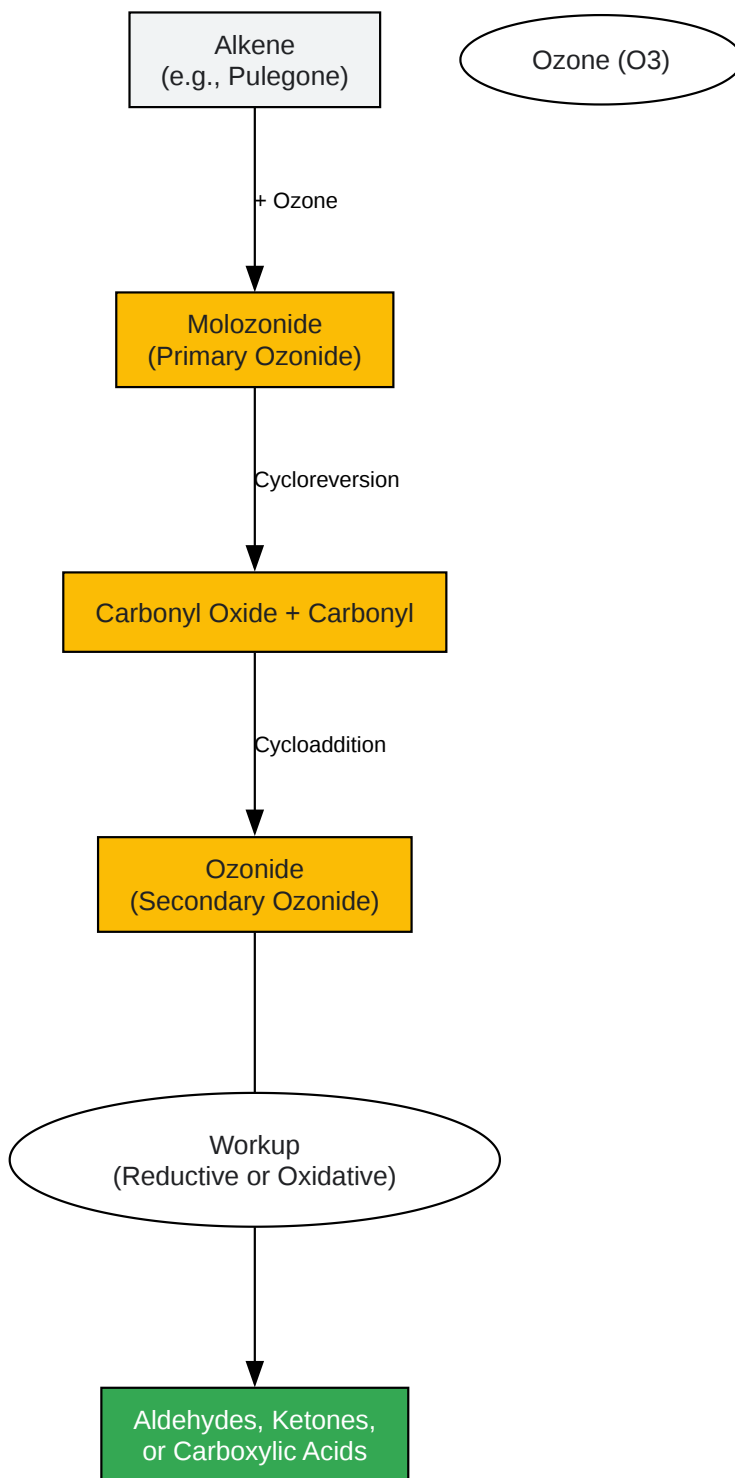 Alkene
(e.g., Pulegone)
Ozone (O3)
+ Ozone
Molozonide
(Primary Ozonide)
Cycloreversion
Carbonyl Oxide + Carbonyl
Cycloaddition
Ozonide
(Secondary Ozonide)
Workup
(Reductive or Oxidative)
Aldehydes, Ketones,
or Carboxylic Acids